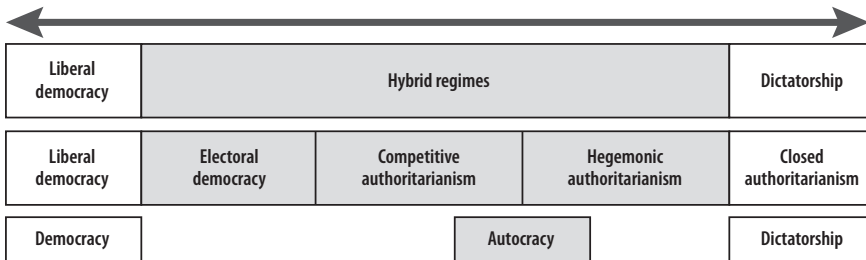 Liberal
democracy
Hybrid regimes
Dictatorship
Liberal
democracy
Electoral
democracy
Competitive
authoritarianism
Hegemonic
authoritarianism
Closed
authoritarianism
Democracy
Autocracy
Dictatorship